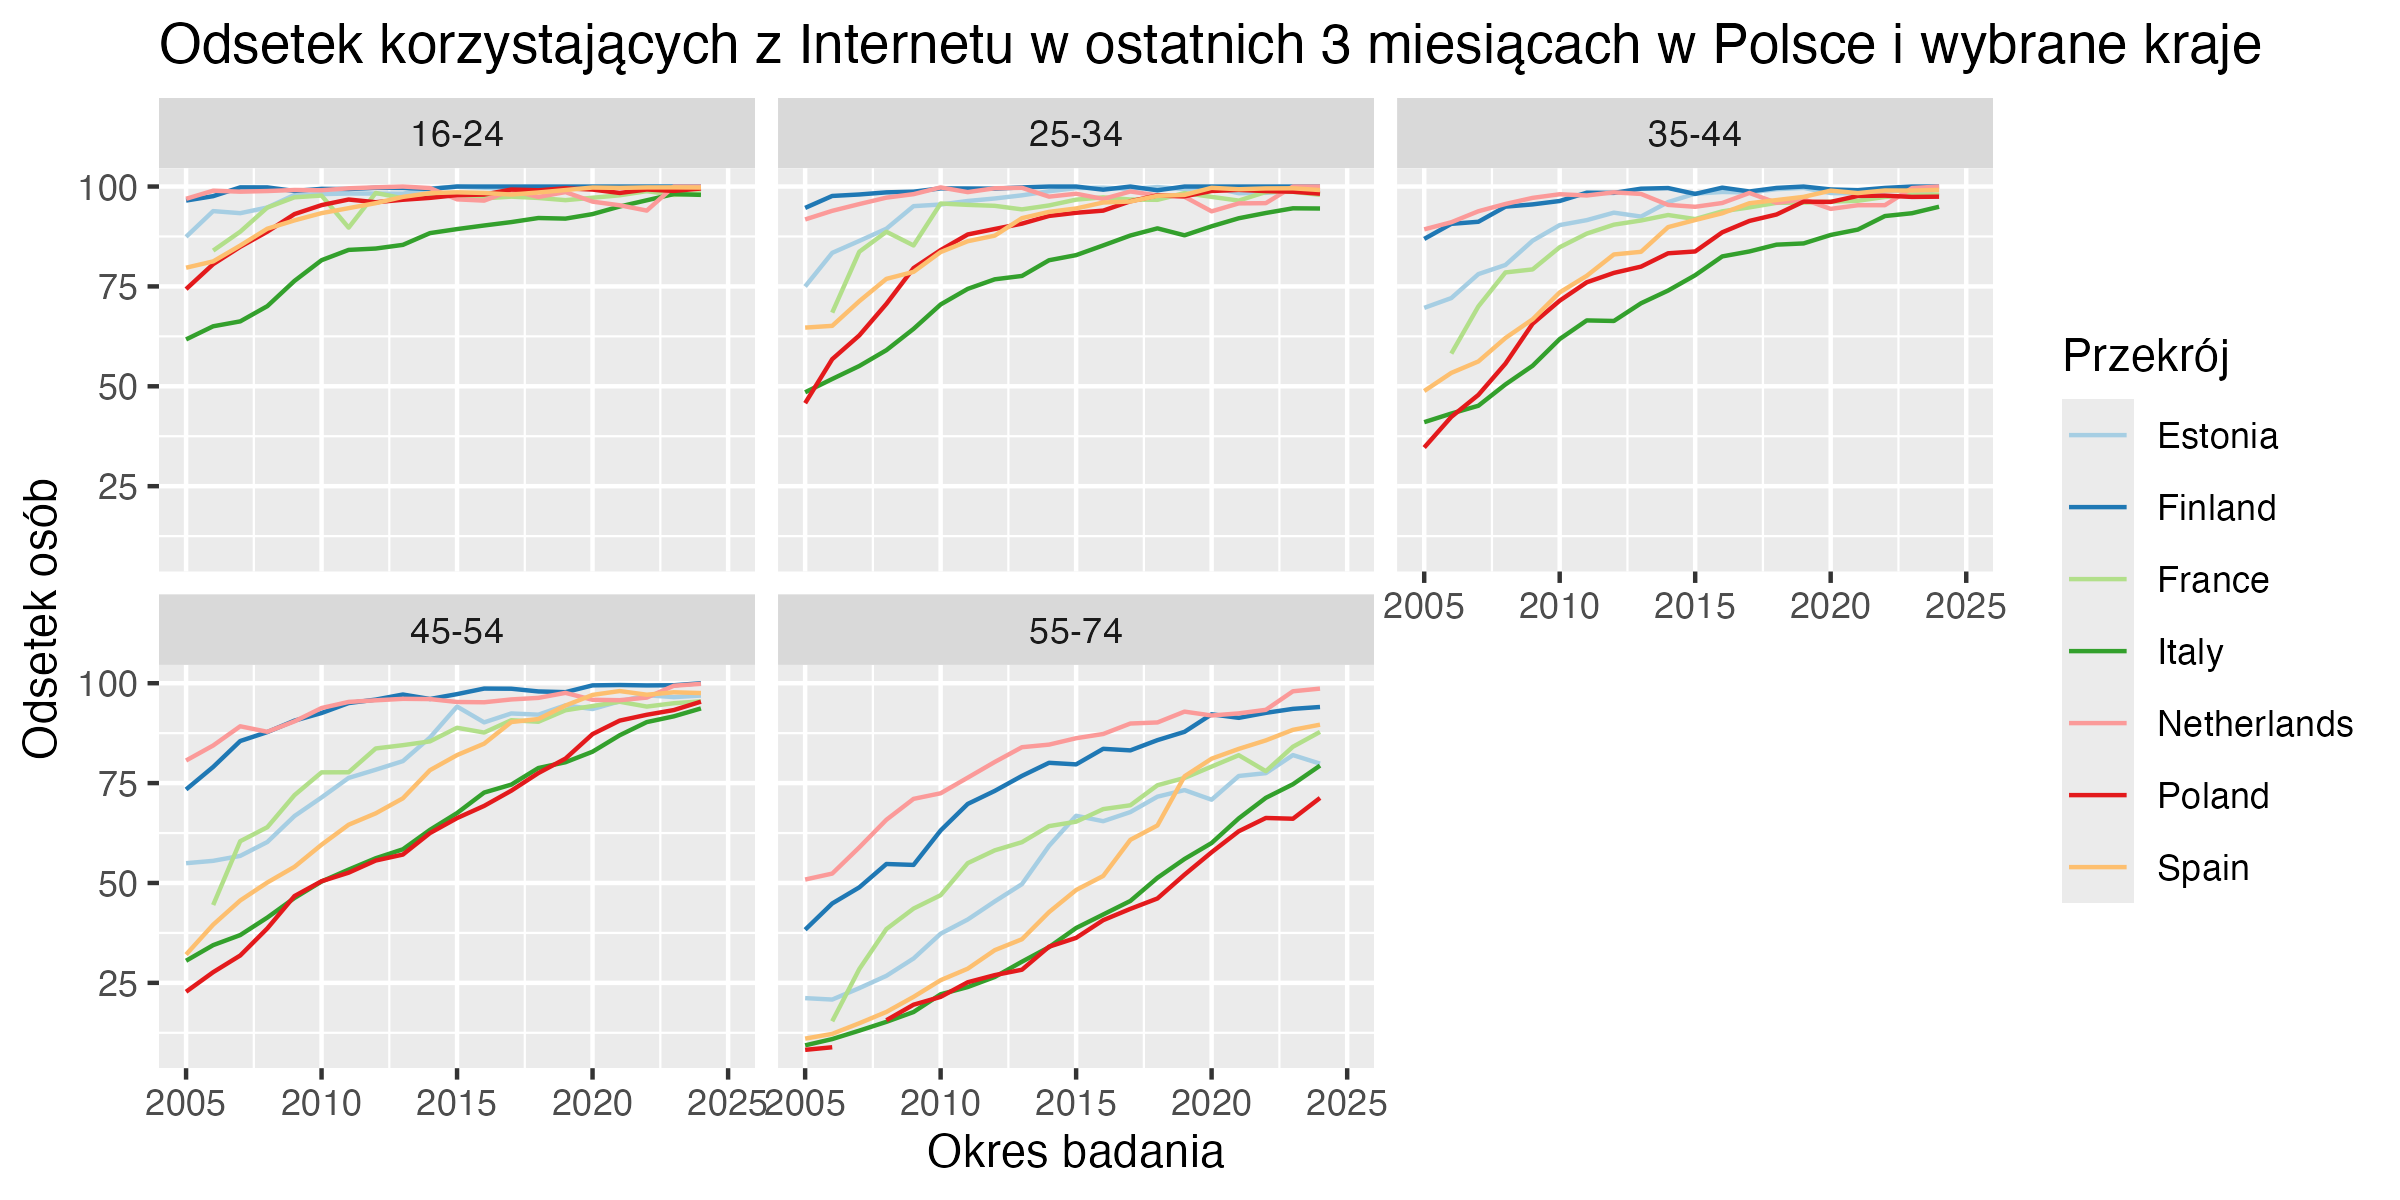 Odsetek korzystających z Internetu w ostatnich 3 miesiącach w Polsce i wybrane kraje
16-24
25-34
35-44
100
75
50
25
2005 2010 2015 2020 2025
45-54
55-74
100
75
50
25
2005 2010 2015 2020 2025
2005 2010 2015 2020 2025
Okres badania
Odsetek osób
Przekrój
Estonia
Finland
France
Italy
Netherlands
Poland
Spain